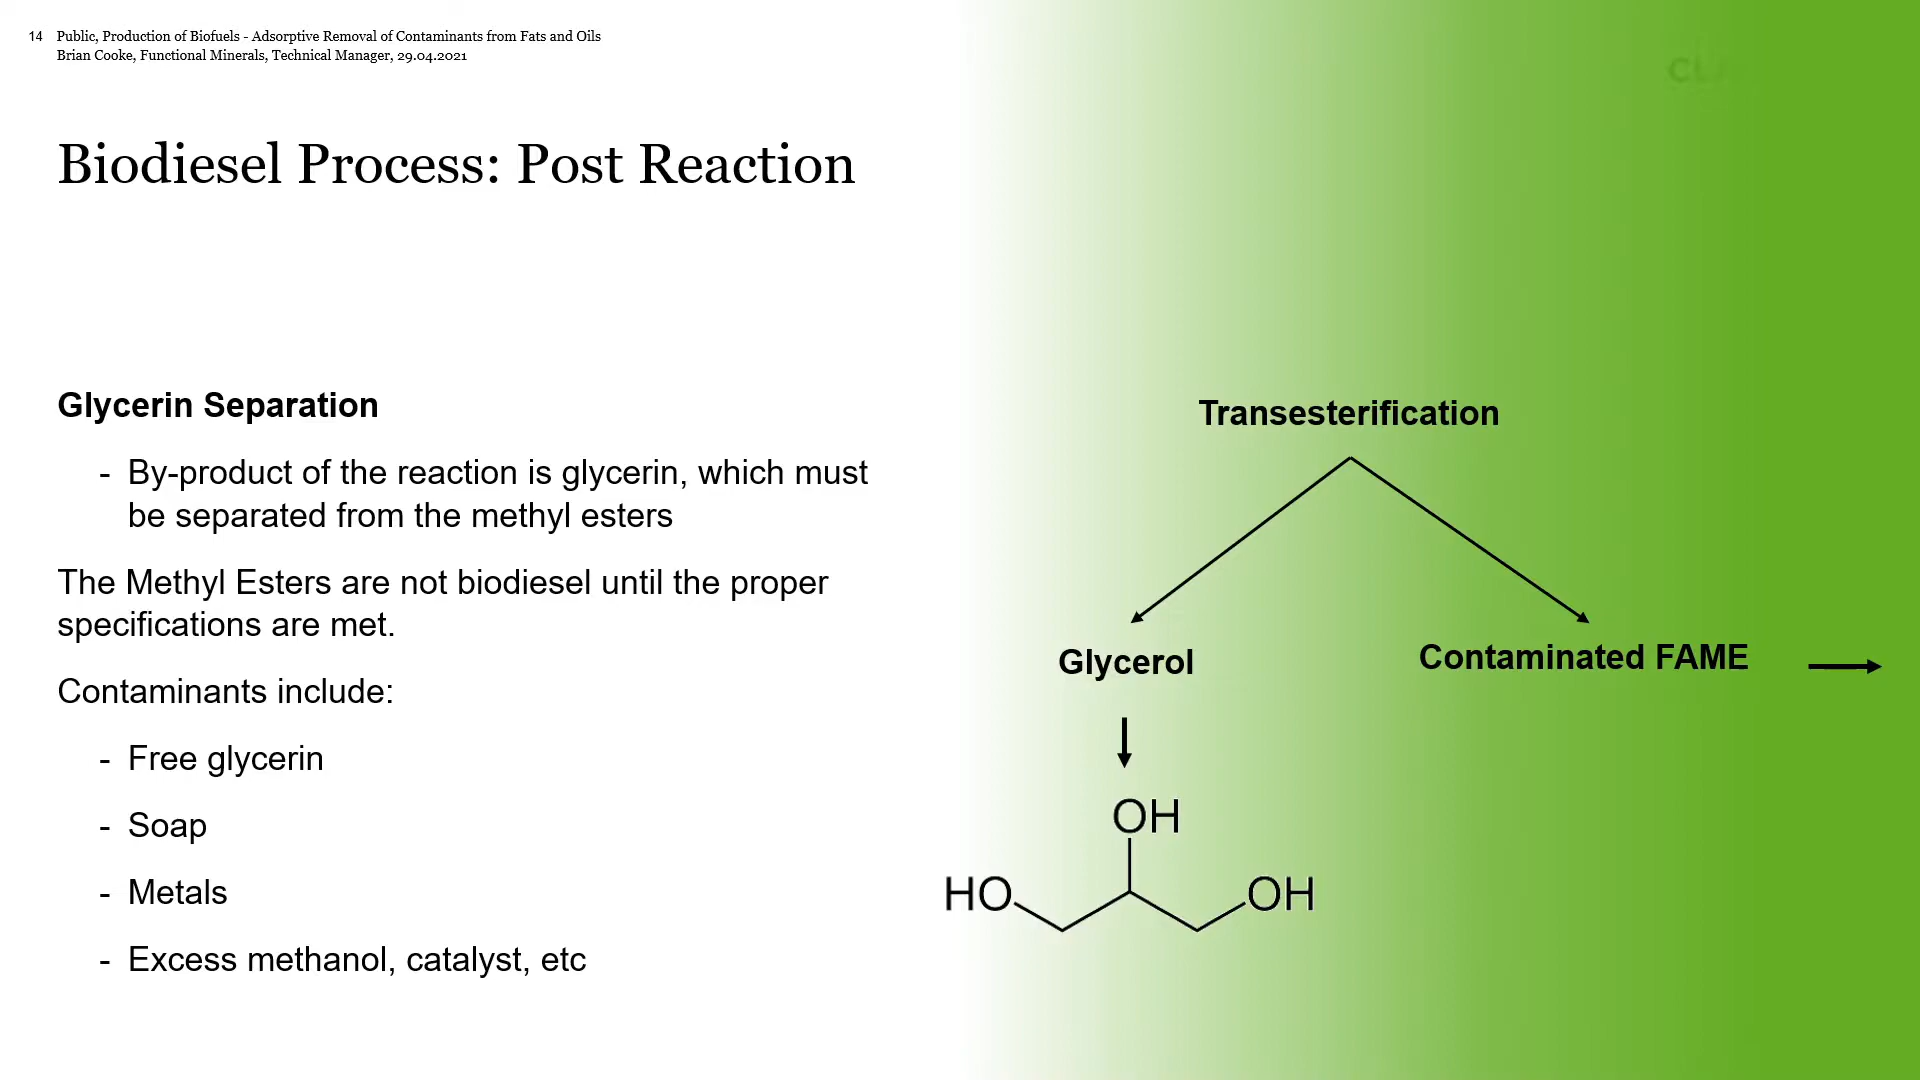 14 Public, Production of Biofuels - Adsorptive Removal of Contaminants from Fats and Oils
Brian Cooke, Functional Minerals, Technical Manager, 29.04.2021
Biodiesel Process: Post Reaction
Glycerin Separation
- By-product of the reaction is glycerin, which must
be separated from the methyl esters
The Methyl Esters are not biodiesel until the proper
specifications are met.
Contaminants include:
- Free glycerin
- Soap
- Metals
- Excess methanol, catalyst, etc
Transesterification
Glycerol
Contaminated FAME
OH
HO
OH